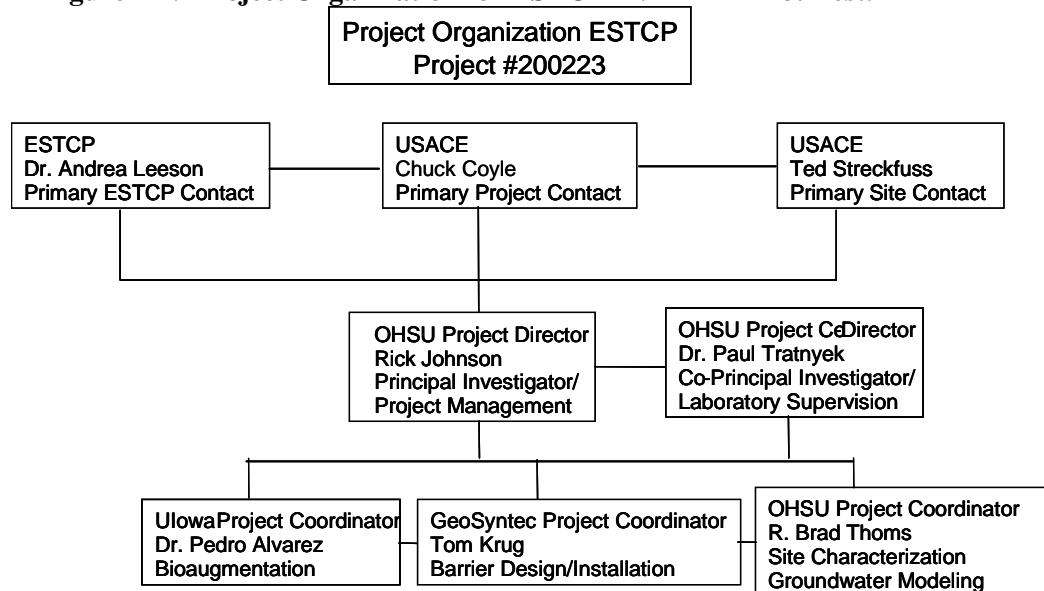 Project Organization ESTCP
Project #200223
ESTCP
Dr. Andrea Leeson
Primary ESTCP Contact
USACE
Chuck Coyle
Primary Project Contact
USACE
Ted Streckfuss
Primary Site Contact
OHSU Project Director
Rick Johnson
Principal Investigator/
Project Management
OHSU Project CeDirector
Dr. Paul Tratnyek
Co-Principal Investigator/
Laboratory Supervision
UIowaProject Coordinator
Dr. Pedro Alvarez
Bioaugmentation
GeoSyntec Project Coordinator
Tom Krug
Barrier Design/Installation
OHSU Project Coordinator
R. Brad Thoms
Site Characterization
Groundwater Modeling